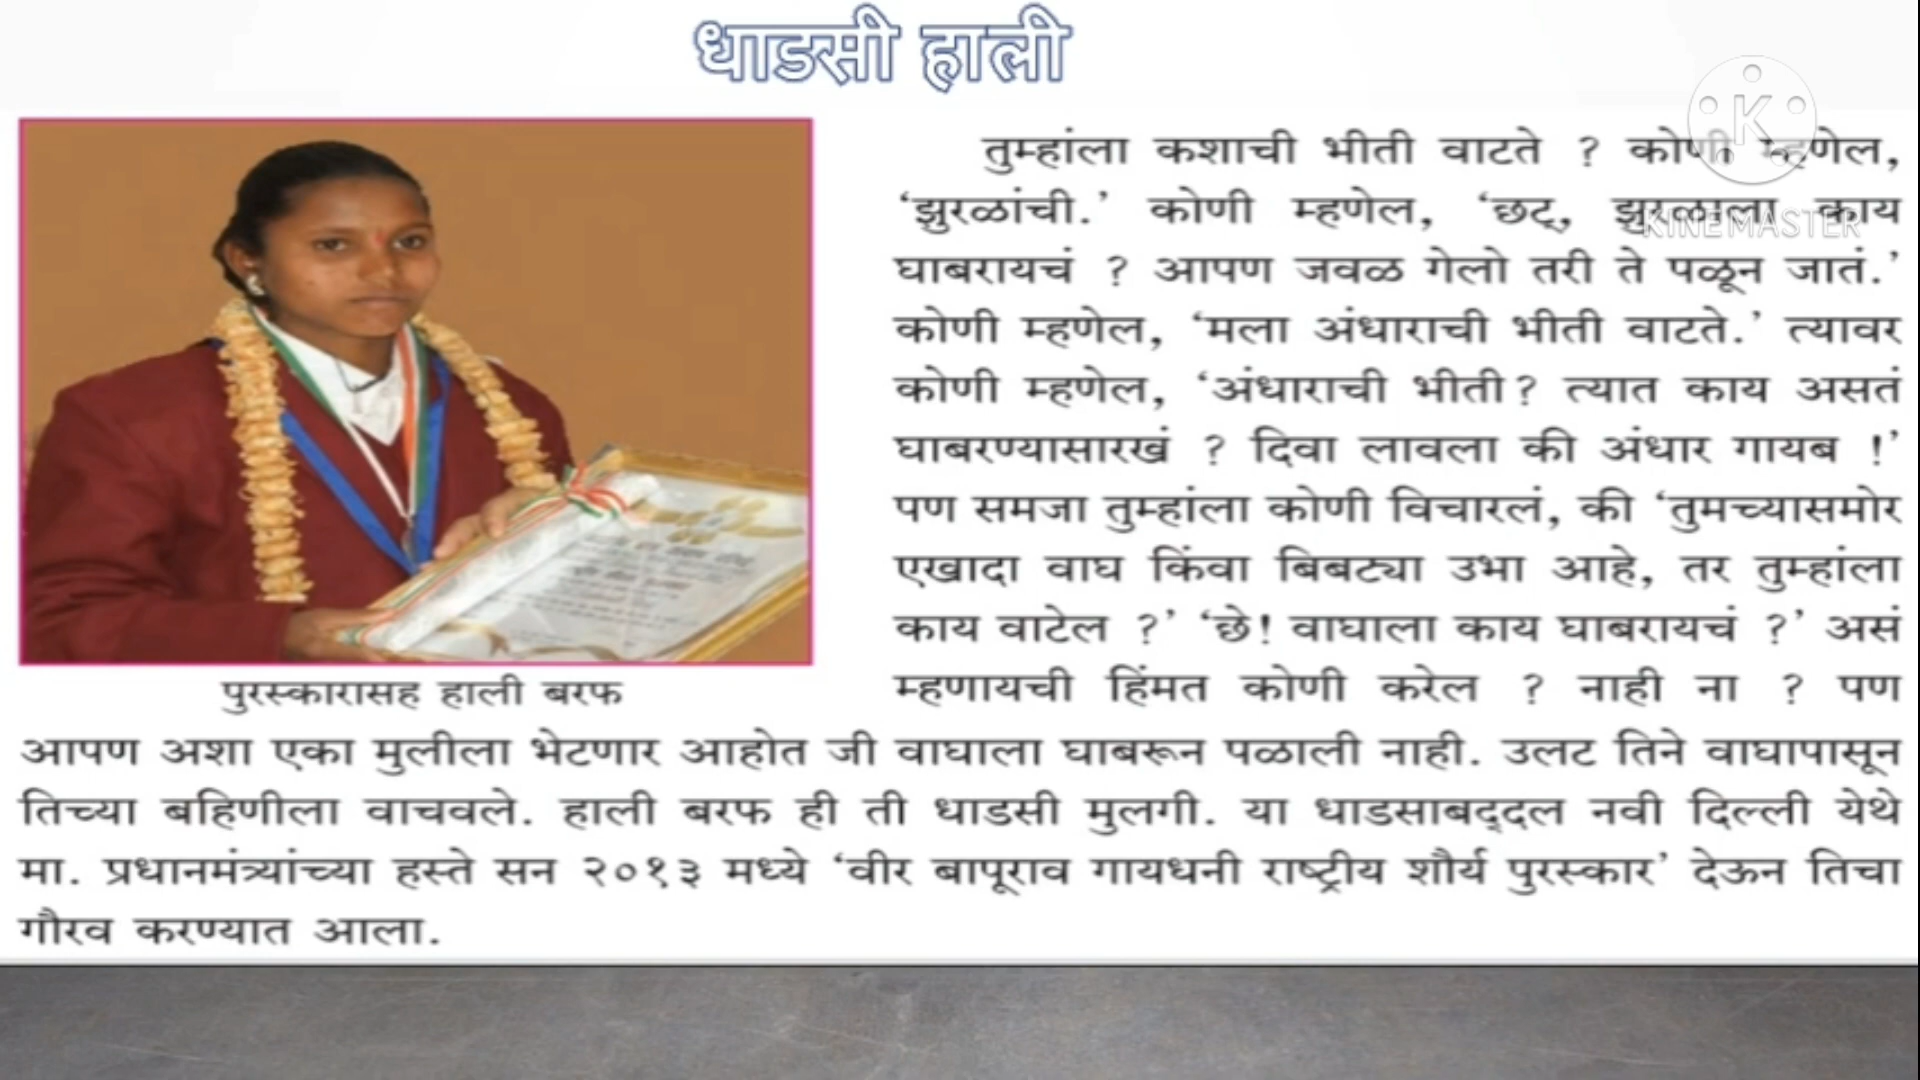 धाडसी हाली
तुम्हांला कशाची भीती वाटते ? कोणी म्हणेल,
‘झुरळांची.’ कोणी म्हणेल, ‘छट्, झुरळाला काय
घाबरायचं ? आपण जवळ गेलो तरी ते पळून जातं.’
कोणी म्हणेल, ‘मला अंधाराची भीती वाटते.’ त्यावर
कोणी म्हणेल, ‘अंधाराची भीती? त्यात काय असतं
घाबरण्यासारखं ? दिवा लावला की अंधार गायब !’
पण समजा तुम्हांला कोणी विचारलं, की ‘तुमच्यासमोर
एखादा वाघ किंवा बिबट्या उभा आहे, तर तुम्हांला
काय वाटेल ?’ ‘छे! वाघाला काय घाबरायचं ?’ असं
म्हणायची हिंमत कोणी करेल ? नाही ना ? पण
आपण अशा एका मुलीला भेटणार आहोत जी वाघाला घाबरून पळाली नाही. उलट तिने वाघापासून
तिच्या बहिणीला वाचवले. हाली बरफ ही ती धाडसी मुलगी. या धाडसाबद्दल नवी दिल्ली येथे
मा. प्रधानमंत्र्यांच्या हस्ते सन २०१३ मध्ये ‘वीर बापूराव गायधनी राष्ट्रीय शौर्य पुरस्कार’ देऊन तिचा
गौरव करण्यात आला.
पुरस्कारासह हाली बरफ
K
KINEMASTER